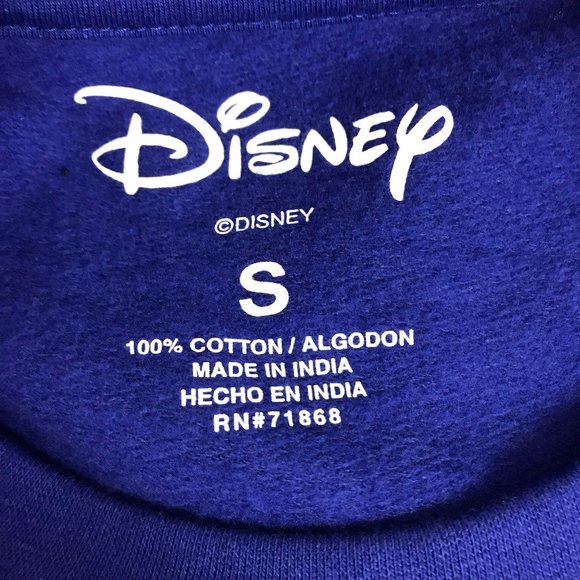 Disney
©DISNEY
S
100% COTTON / ALGODON
MADE IN INDIA
HECHO EN INDIA
RN#71868